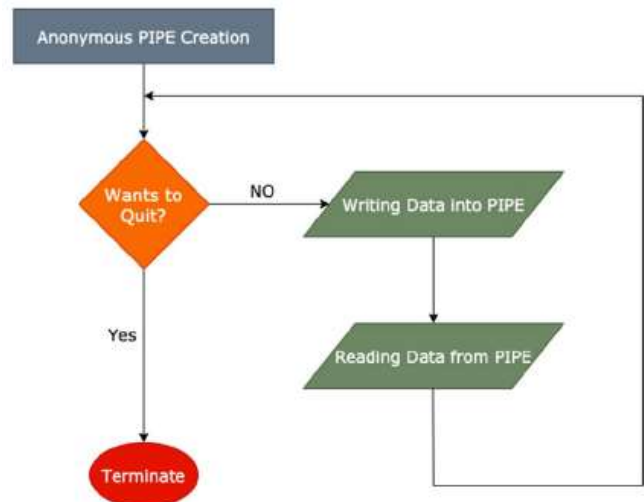 Anonymous PIPE Creation
Wants to
Quit?
NO
Writing Data into PIPE
Yes
Reading Data from PIPE
Terminate